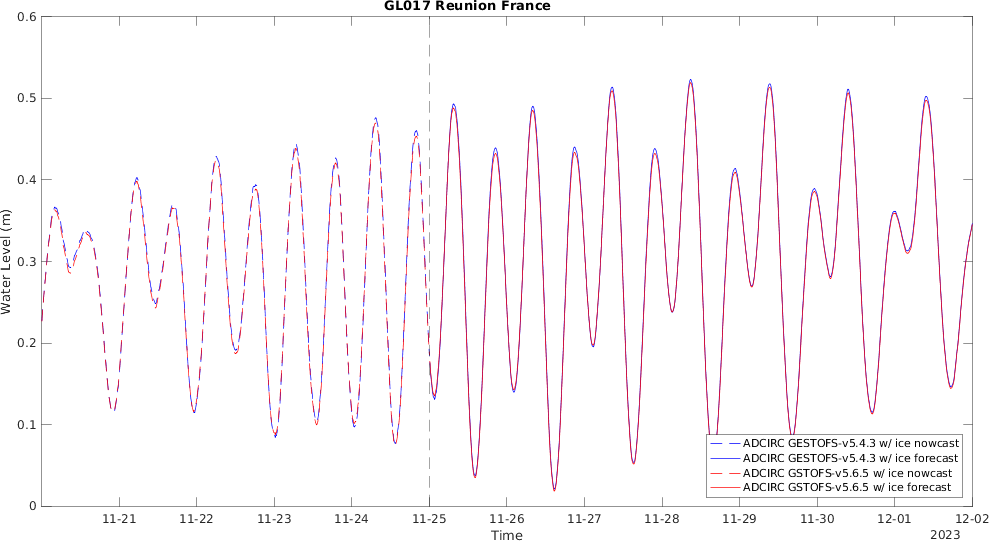 GL017 Reunion France
0.6
0.5
0.4
0.3
0.2
0.1
0
Water Level (m)
ADCIRC GESTOFS-v5.4.3 w/ ice nowcast
ADCIRC GESTOFS-v5.4.3 w/ ice forecast
ADCIRC GSTOFS-v5.6.5 w/ ice nowcast
ADCIRC GSTOFS-v5.6.5 w/ ice forecast
11-21 11-22 11-23 11-24 11-25 11-26 11-27 11-28 11-29 11-30 12-01 12-02
Time
2023